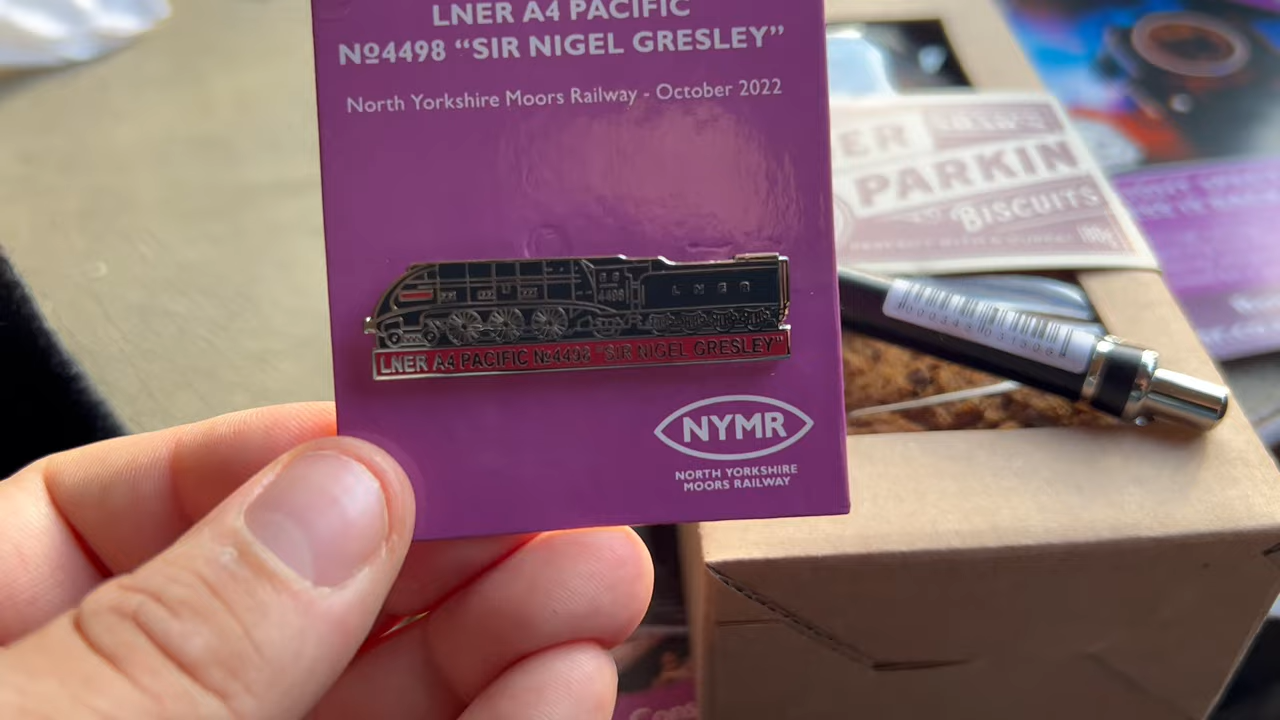 LNER A4 PACIFIC
№4498 “SIR NIGEL GRESLEY”
North Yorkshire Moors Railway - October 2022
4498
L N E R
LNER A4 PACIFIC №4498 "SIR NIGEL GRESLEY"
NYMR
NORTH YORKSHIRE
MOORS RAILWAY
PARKIN
BISCUITS